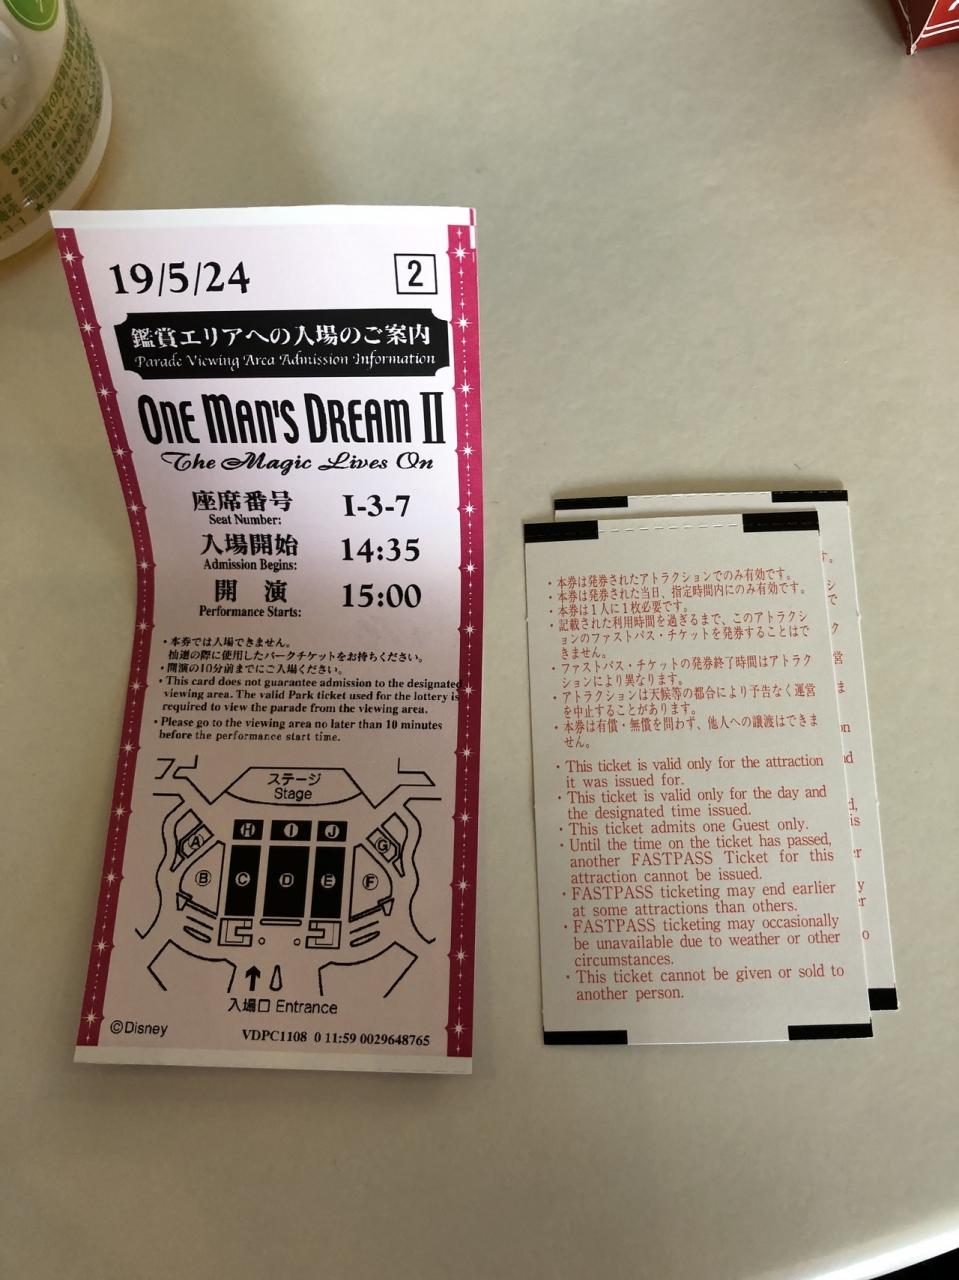 製造所固有の記号
19/5/24
2
鑑賞エリアへの入場のご案内
Parade Viewing Area Admission Information
ONE MAN'S DREAM II
The Magic Lives On
座席番号
Seat Number:
I-3-7
入場開始
Admission Begins:
14:35
開 演
Performance Starts:
15:00
・本券では入場できません。
抽選の際に使用したパークチケットをお持ちください。
・開演の10分前までにご入場ください。
・This card does not guarantee admission to the designated
viewing area. The valid Park ticket used for the lottery is
required to view the parade from the viewing area.
・Please go to the viewing area no later than 10 minutes
before the performance start time.
ステージ
Stage
H I J
A G
B C D E F
入場口 Entrance
©Disney
VDPC1108 0 11:59 0029648765
・本券は発券されたアトラクションでのみ有効です。
・本券は発券された当日、指定時間内にのみ有効です。
・本券は1人に1枚必要です。
・記載された利用時間を過ぎるまで、このアトラクシ
ョンのファストパス・チケットを発券することはで
きません。
・ファストパス・チケットの発券終了時間はアトラク
ションにより異なります。
・アトラクションは天候等の都合により予告なく運営
を中止することがあります。
・本券は有償・無償を問わず、他人への譲渡はできま
せん。
・This ticket is valid only for the attraction
it was issued for.
・This ticket is valid only for the day and
the designated time issued.
・This ticket admits one Guest only.
・Until the time on the ticket has passed,
another FASTPASS Ticket for this
attraction cannot be issued.
・FASTPASS ticketing may end earlier
at some attractions than others.
・FASTPASS ticketing may occasionally
be unavailable due to weather or other
circumstances.
・This ticket cannot be given or sold to
another person.